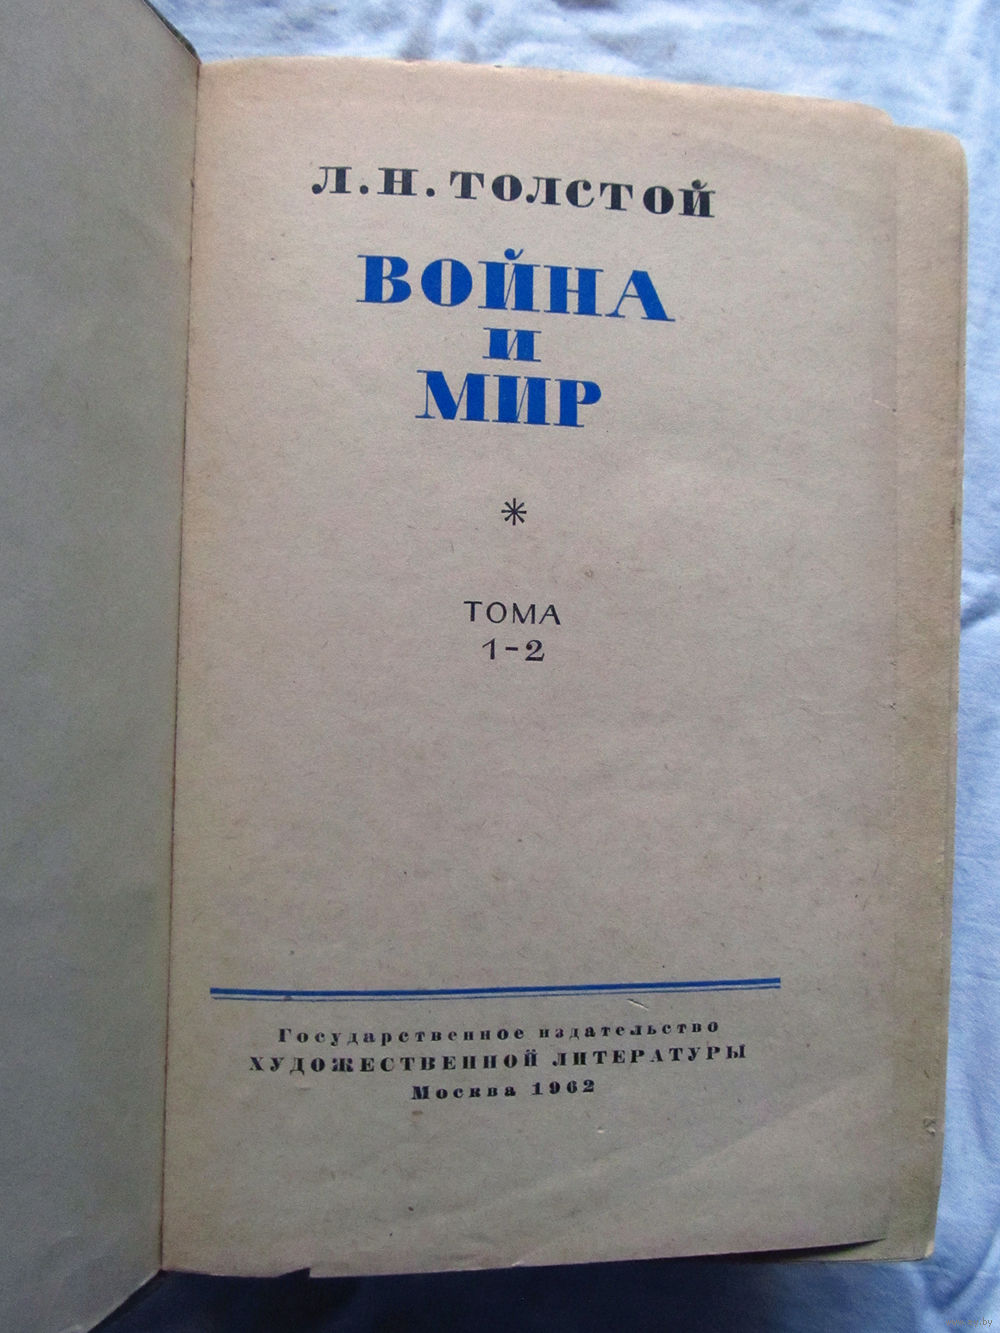 Л.Н.ТОЛСТОЙ
ВОЙНА
И
МИР
*
ТОМА
1-2
Государственное издательство
ХУДОЖЕСТВЕННОЙ ЛИТЕРАТУРЫ
Москва 1962